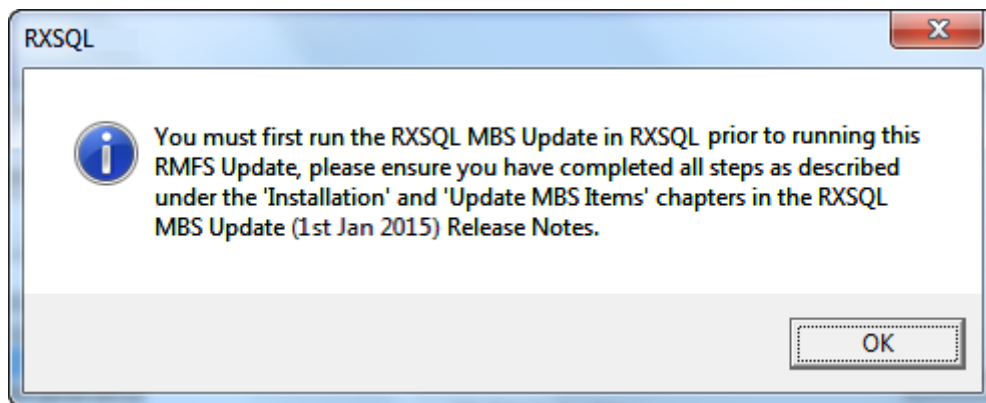 RXSQL
You must first run the RXSQL MBS Update in RXSQL prior to running this
RMFS Update, please ensure you have completed all steps as described
under the 'Installation' and 'Update MBS Items' chapters in the RXSQL
MBS Update (1st Jan 2015) Release Notes.
OK